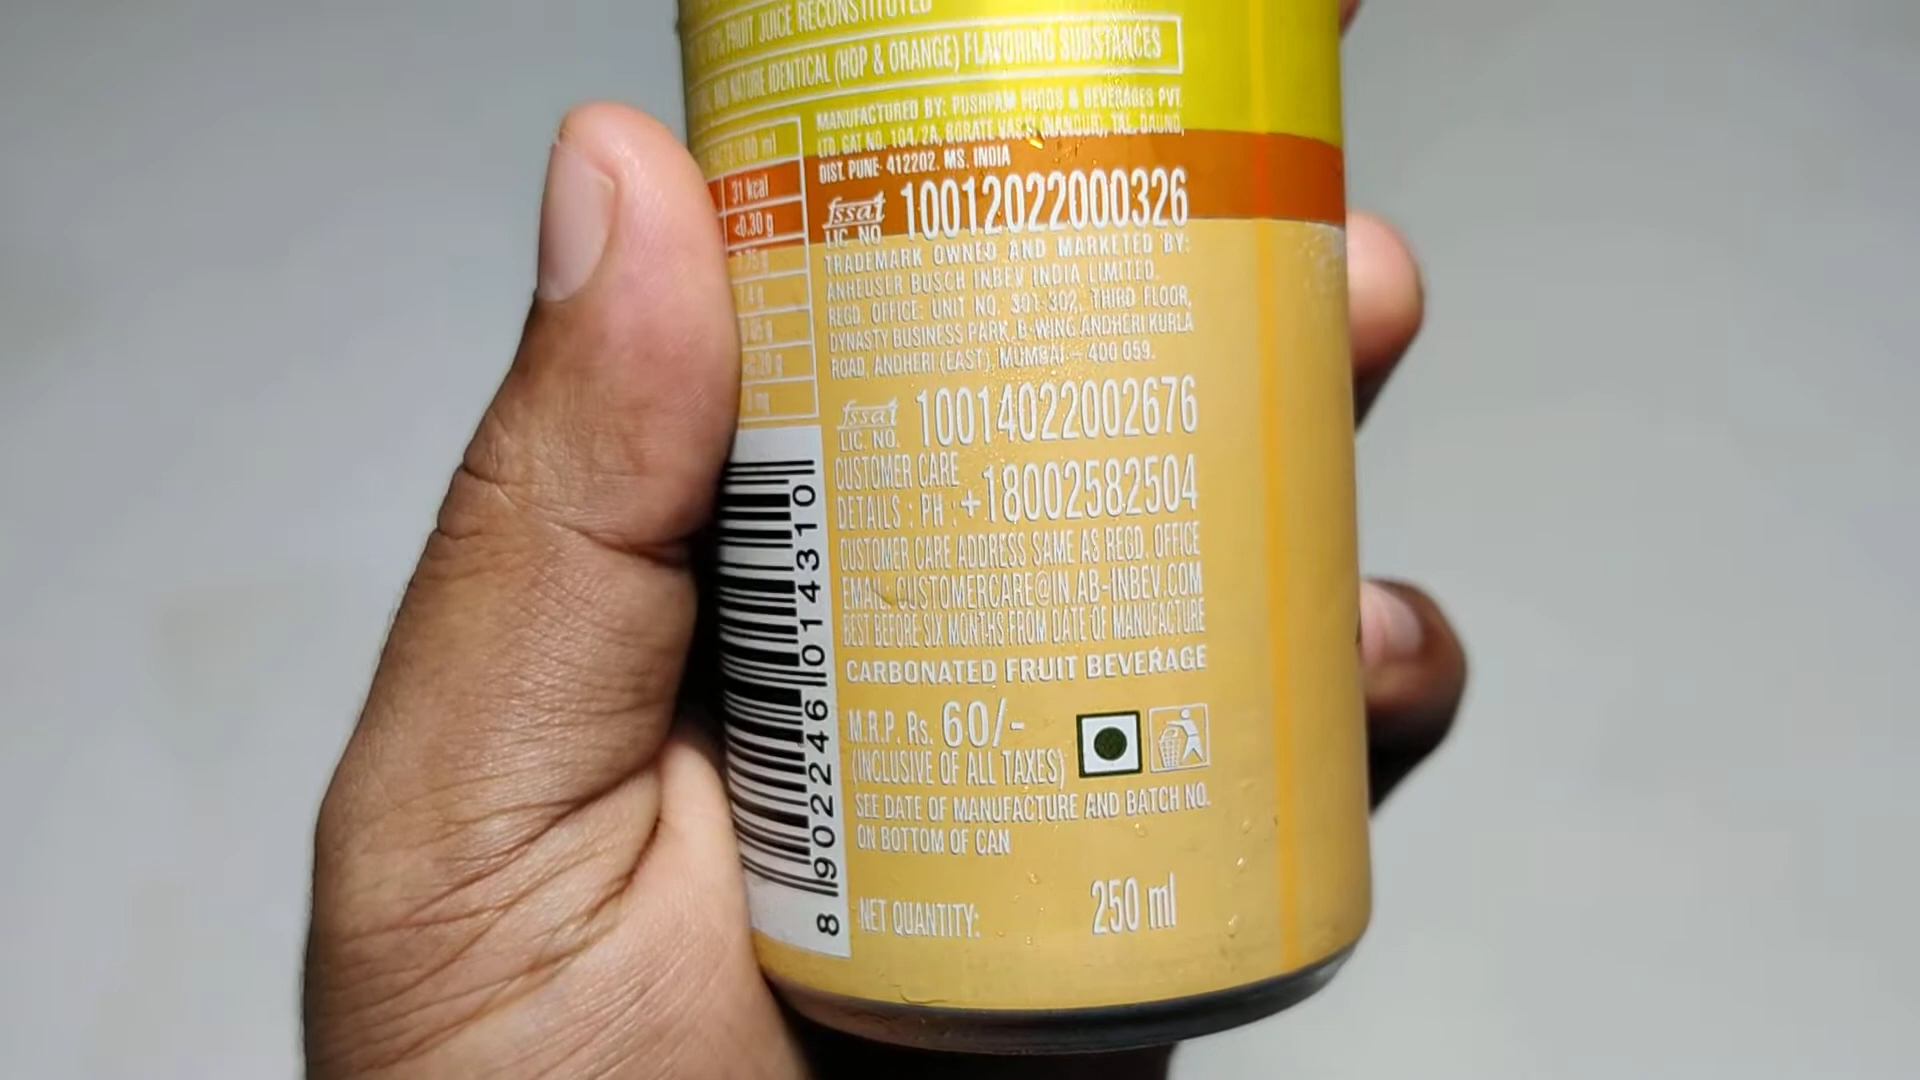 10% FRUIT JUICE RECONSTITUTED
AND NATURE IDENTICAL (HOP & ORANGE) FLAVORING SUBSTANCES
MANUFACTURED BY: PUSHPAM FOODS & BEVERAGES PVT.
LTD. GAT NO. 104/2A, BORATE VASTI (NANDUR), TAL. DAUND,
DIST. PUNE- 412202. MS. INDIA
100 ml
31 kcal
<0.30 g
fssai
LIC. NO. 10012022000326
TRADEMARK OWNED AND MARKETED BY:
ANHEUSER BUSCH INBEV INDIA LIMITED.
REGD. OFFICE: UNIT NO. 301-302, THIRD FLOOR,
DYNASTY BUSINESS PARK, B-WING, ANDHERI KURLA
ROAD, ANDHERI (EAST), MUMBAI - 400 059.
fssai
LIC. NO. 10014022002676
CUSTOMER CARE
DETAILS : PH : +18002582504
CUSTOMER CARE ADDRESS SAME AS REGD. OFFICE
EMAIL: CUSTOMERCARE@IN.AB-INBEV.COM
BEST BEFORE SIX MONTHS FROM DATE OF MANUFACTURE
CARBONATED FRUIT BEVERAGE
M.R.P. Rs. 60/-
(INCLUSIVE OF ALL TAXES)
SEE DATE OF MANUFACTURE AND BATCH NO.
ON BOTTOM OF CAN
NET QUANTITY: 250 ml
8 902246 014310